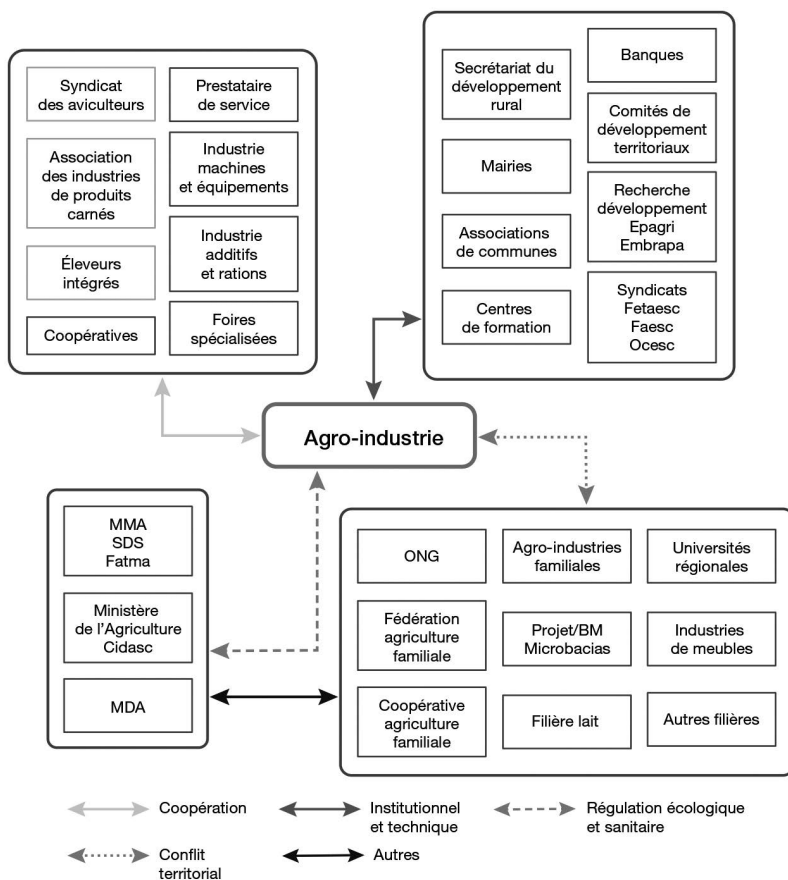 Syndicat
des aviculteurs
Association
des industries
de produits
carnés
Éleveurs
intégrés
Coopératives
Prestataire
de service
Industrie
machines
et équipements
Industrie
additifs
et rations
Foires
spécialisées
Secrétariat du
développement
rural
Mairies
Associations
de communes
Centres
de formation
Banques
Comités de
développement
territoriaux
Recherche
développement
Epagri
Embrapa
Syndicats
Fetaesc
Faesc
Ocesc
Agro-industrie
MMA
SDS
Fatma
Ministère
de l’Agriculture
Cidasc
MDA
ONG
Agro-industries
familiales
Universités
régionales
Fédération
agriculture
familiale
Projet/BM
Microbacias
Industries
de meubles
Coopérative
agriculture
familiale
Filière lait
Autres filières
Coopération
Institutionnel
et technique
Régulation écologique
et sanitaire
Conflit
territorial
Autres